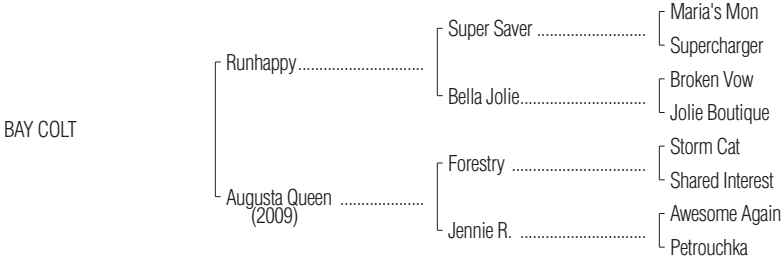 Maria's Mon
Super Saver ..........................
Supercharger
Runhappy..............................
Broken Vow
Bella Jolie..............................
Jolie Boutique
BAY COLT
Storm Cat
Forestry ................................
Shared Interest
Augusta Queen ....................
(2009)
Awesome Again
Jennie R. ..............................
Petrouchka